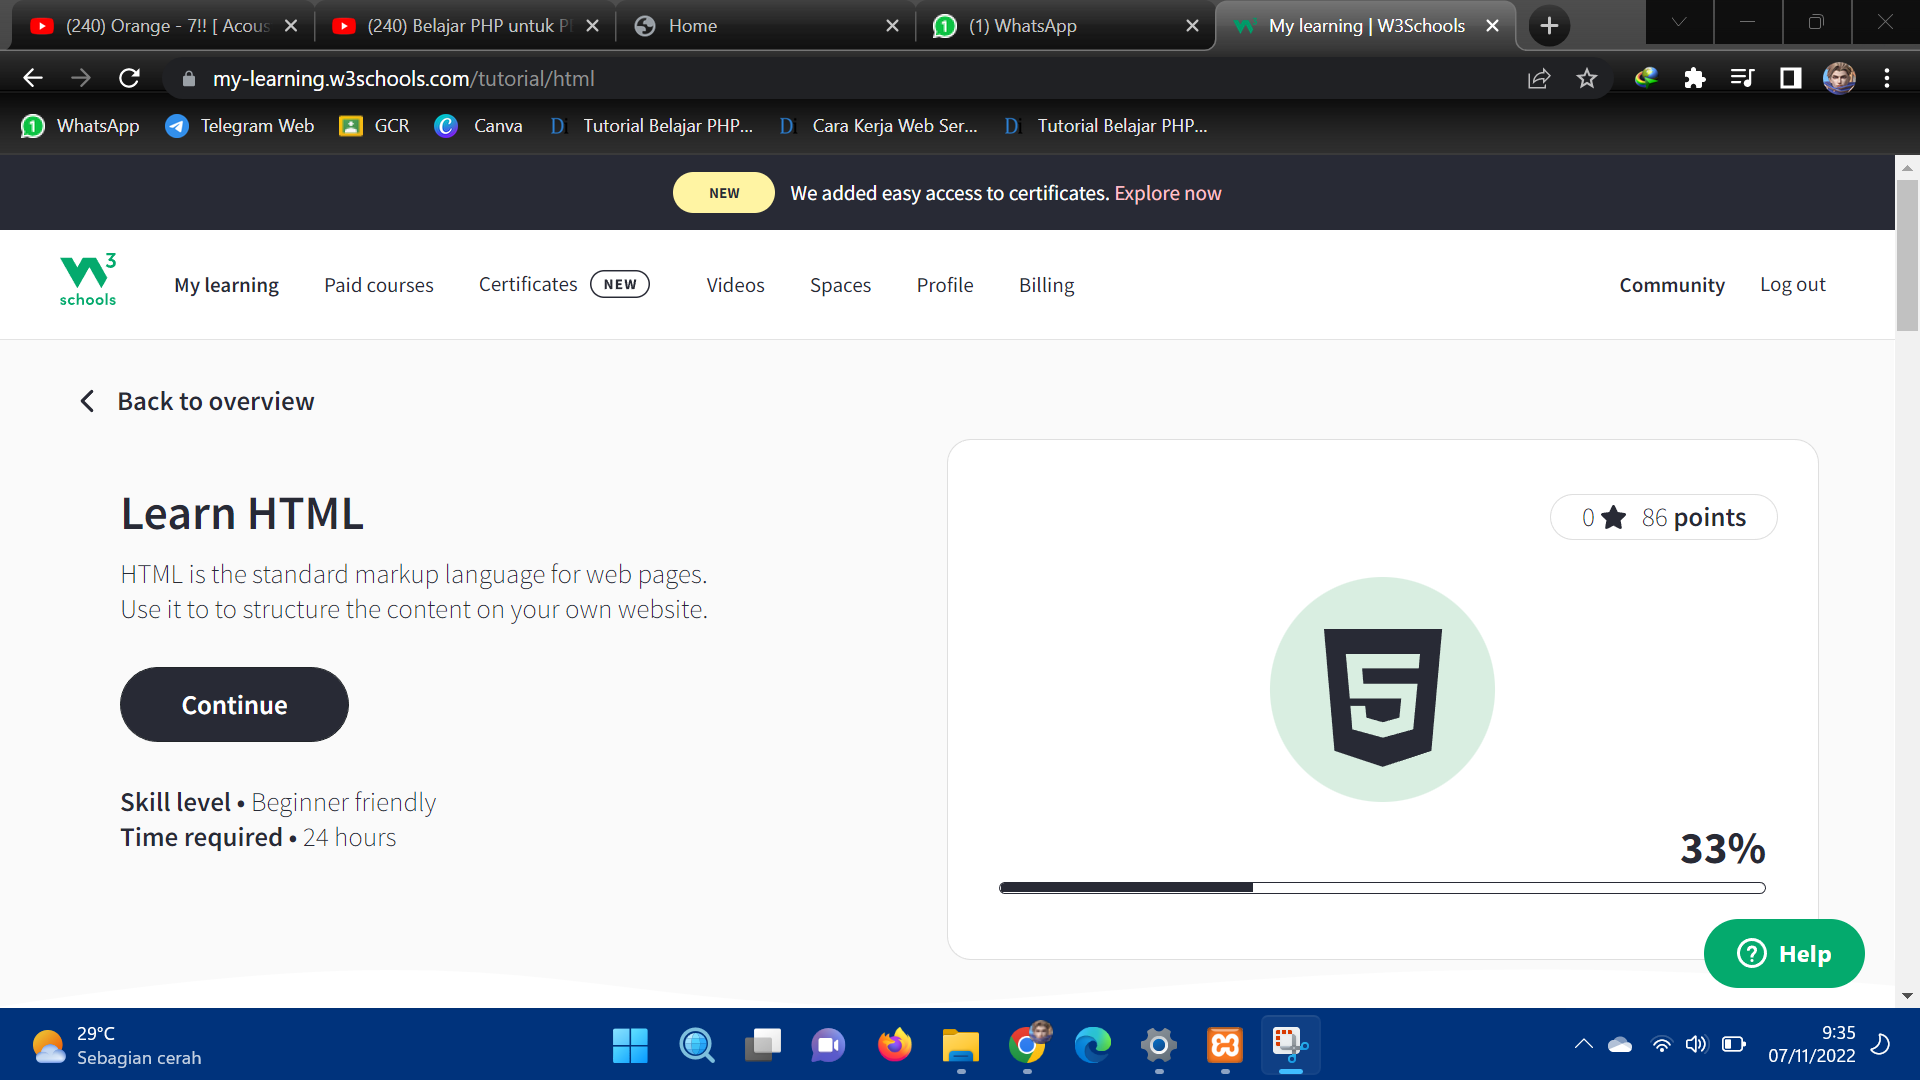 (240) Orange - 7!! [ Acous
(240) Belajar PHP untuk P
Home
(1) WhatsApp
My learning | W3Schools
my-learning.w3schools.com/tutorial/html
WhatsApp
Telegram Web
GCR
Canva
Tutorial Belajar PHP...
Cara Kerja Web Ser...
Tutorial Belajar PHP...
NEW
We added easy access to certificates. Explore now
W3
schools
My learning
Paid courses
Certificates
NEW
Videos
Spaces
Profile
Billing
Community
Log out
Back to overview
Learn HTML
HTML is the standard markup language for web pages.
Use it to to structure the content on your own website.
Continue
Skill level • Beginner friendly
Time required • 24 hours
0 ★ 86 points
5
33%
Help
29°C
Sebagian cerah
9:35
07/11/2022